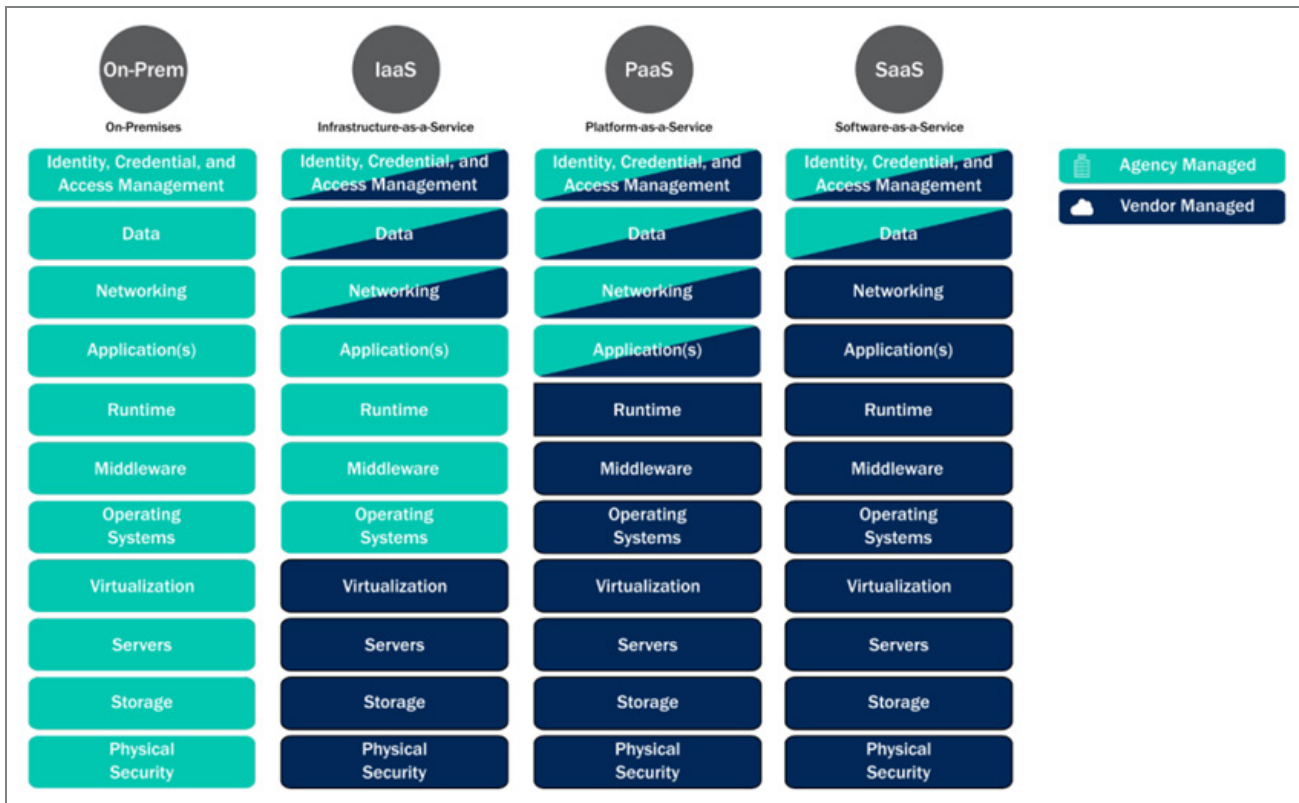 On-Prem
IaaS
PaaS
SaaS
On-Premises
Infrastructure-as-a-Service
Platform-as-a-Service
Software-as-a-Service
Identity, Credential, and
Access Management
Identity, Credential, and
Access Management
Identity, Credential, and
Access Management
Identity, Credential, and
Access Management
Agency Managed
Vendor Managed
Data
Data
Data
Data
Networking
Networking
Networking
Networking
Application(s)
Application(s)
Application(s)
Application(s)
Runtime
Runtime
Runtime
Runtime
Middleware
Middleware
Middleware
Middleware
Operating
Systems
Operating
Systems
Operating
Systems
Operating
Systems
Virtualization
Virtualization
Virtualization
Virtualization
Servers
Servers
Servers
Servers
Storage
Storage
Storage
Storage
Physical
Security
Physical
Security
Physical
Security
Physical
Security